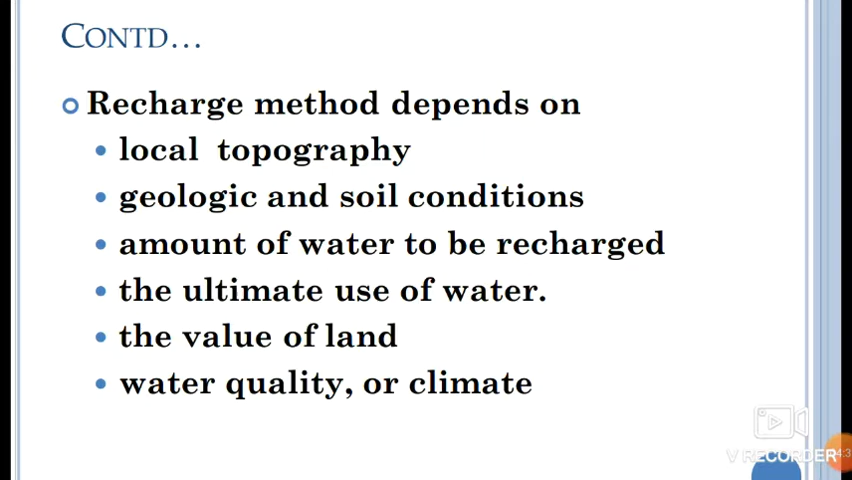 CONTD...
Recharge method depends on
local topography
geologic and soil conditions
amount of water to be recharged
the ultimate use of water.
the value of land
water quality, or climate
V RECORDER